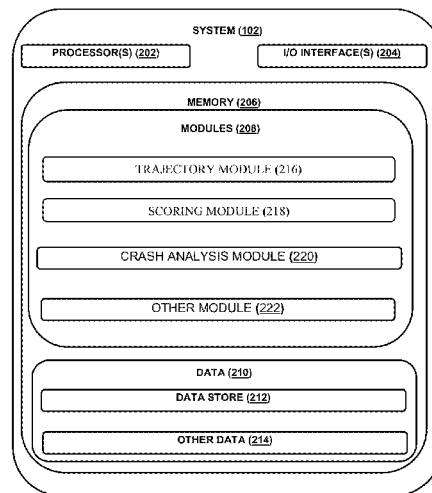 SYSTEM (102)
PROCESSOR(S) (202) I/O INTERFACE(S) (204)
MEMORY (206)
MODULES (208)
TRAJECTORY MODULE (216)
SCORING MODULE (218)
CRASH ANALYSIS MODULE (220)
OTHER MODULE (222)
DATA (210)
DATA STORE (212)
OTHER DATA (214)